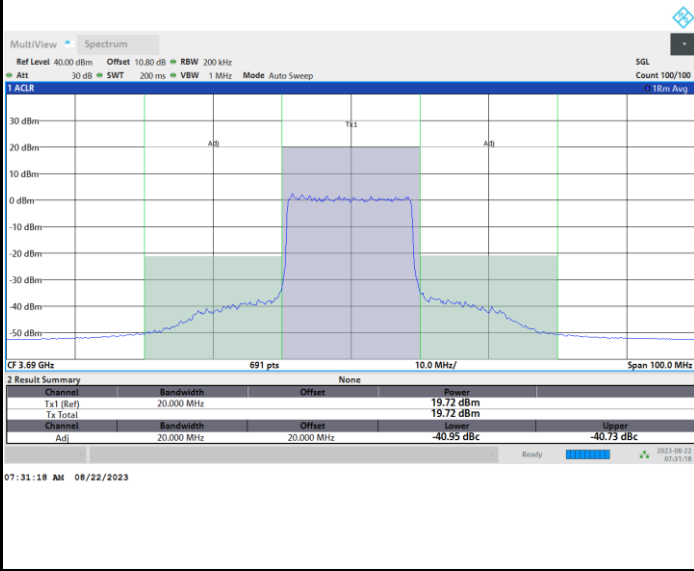 MultiView Spectrum
Ref Level 40.00 dBm Offset 10.80 dB RBW 200 kHz SGL
Att 30 dB SWT 200 ms VBW 1 MHz Mode Auto Sweep Count 100/100
1 ACLR 1Rm Avg
30 dBm
Tx1
20 dBm
Adj Adj
10 dBm
0 dBm
-10 dBm
-20 dBm
-30 dBm
-40 dBm
-50 dBm
CF 3.69 GHz 691 pts 10.0 MHz/ Span 100.0 MHz
2 Result Summary None
Channel Bandwidth Offset Power
Tx1 (Ref) 20.000 MHz 19.72 dBm
Tx Total 19.72 dBm
Channel Bandwidth Offset Lower Upper
Adj 20.000 MHz 20.000 MHz -40.95 dBc -40.73 dBc
Ready 2023-08-22
07:31:18
07:31:18 AM 08/22/2023